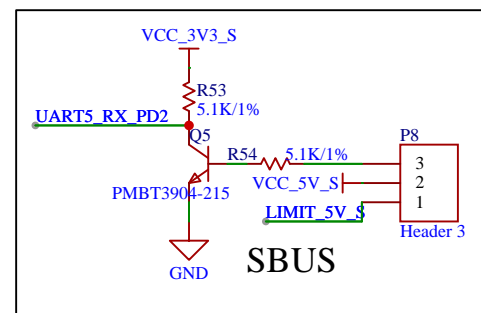 VCC_3V3_S
R53
5.1K/1%
UART5_RX_PD2
Q5
R54
5.1K/1%
P8
3
VCC_5V_S
2
PMBT3904-215
1
LIMIT_5V_S
Header 3
GND
SBUS